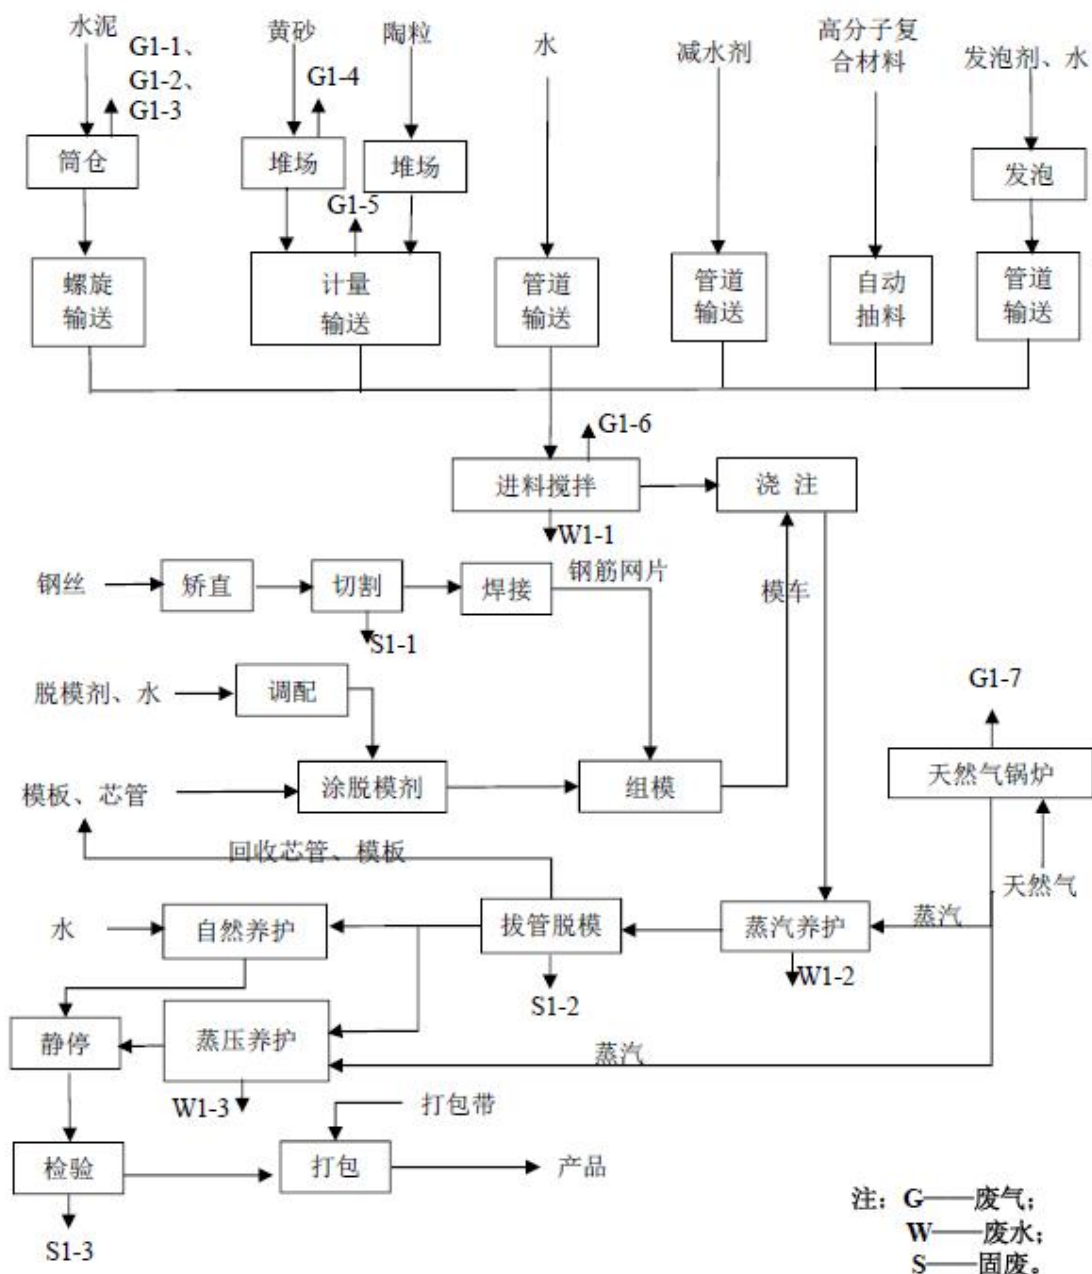 水泥
G1-1、
G1-2、
G1-3
黄砂
G1-4
陶粒
水
减水剂
高分子复
合材料
发泡剂、水
筒仓
堆场
堆场
发泡
G1-5
螺旋
输送
计量
输送
管道
输送
管道
输送
自动
抽料
管道
输送
G1-6
进料搅拌
浇 注
W1-1
钢丝
矫直
切割
焊接
钢筋网片
模车
S1-1
脱模剂、水
调配
G1-7
模板、芯管
涂脱模剂
组模
天然气锅炉
回收芯管、模板
天然气
水
自然养护
拔管脱模
蒸汽养护
蒸汽
W1-2
S1-2
静停
蒸压养护
蒸汽
W1-3
打包带
检验
打包
产品
S1-3
注：G——废气；
W——废水；
S——固废。